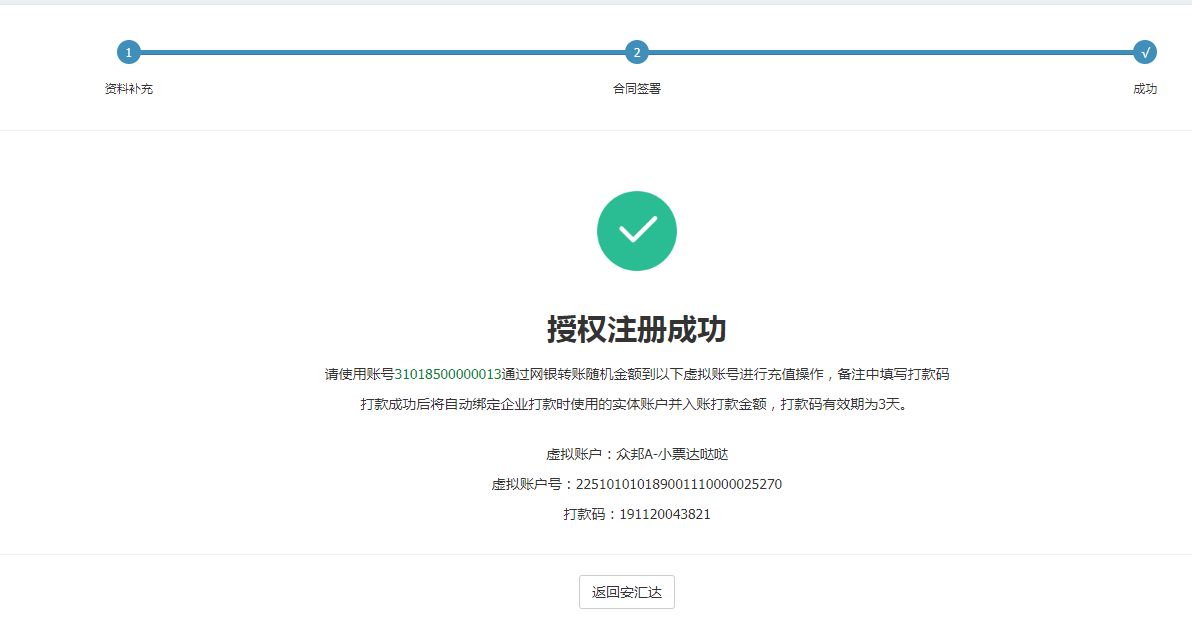 1
2
√
资料补充
合同签署
成功
授权注册成功
请使用账号31018500000013通过网银转账随机金额到以下虚拟账号进行充值操作，备注中填写打款码
打款成功后将自动绑定企业打款时使用的实体账户并入账打款金额，打款码有效期为3天。
虚拟账户：众邦A-小票达哒哒
虚拟账户号：225101010189001110000025270
打款码：191120043821
返回安汇达